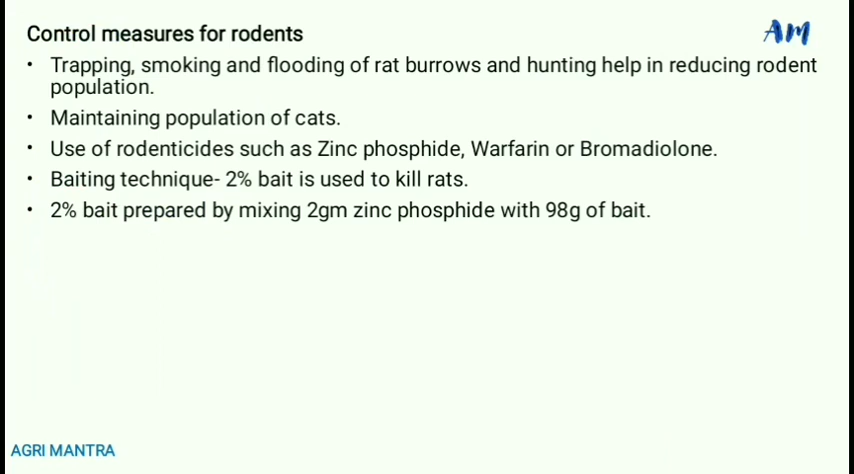 Control measures for rodents
AM
• Trapping, smoking and flooding of rat burrows and hunting help in reducing rodent
population.
• Maintaining population of cats.
• Use of rodenticides such as Zinc phosphide, Warfarin or Bromadiolone.
• Baiting technique- 2% bait is used to kill rats.
• 2% bait prepared by mixing 2gm zinc phosphide with 98g of bait.
AGRI MANTRA